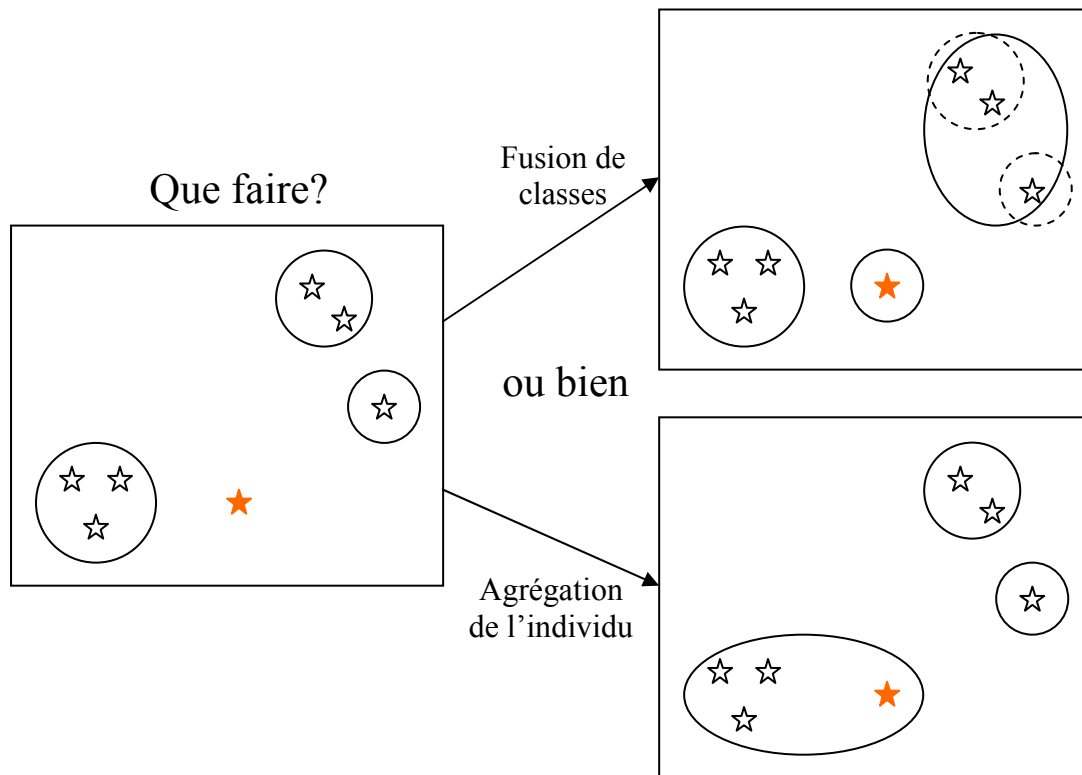 Que faire?
Fusion de
classes
ou bien
Agrégation
de l’individu